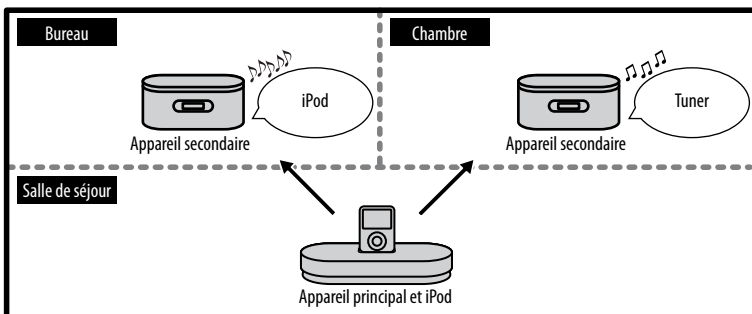 Bureau
Chambre
iPod
Tuner
Appareil secondaire
Appareil secondaire
Salle de séjour
Appareil principal et iPod